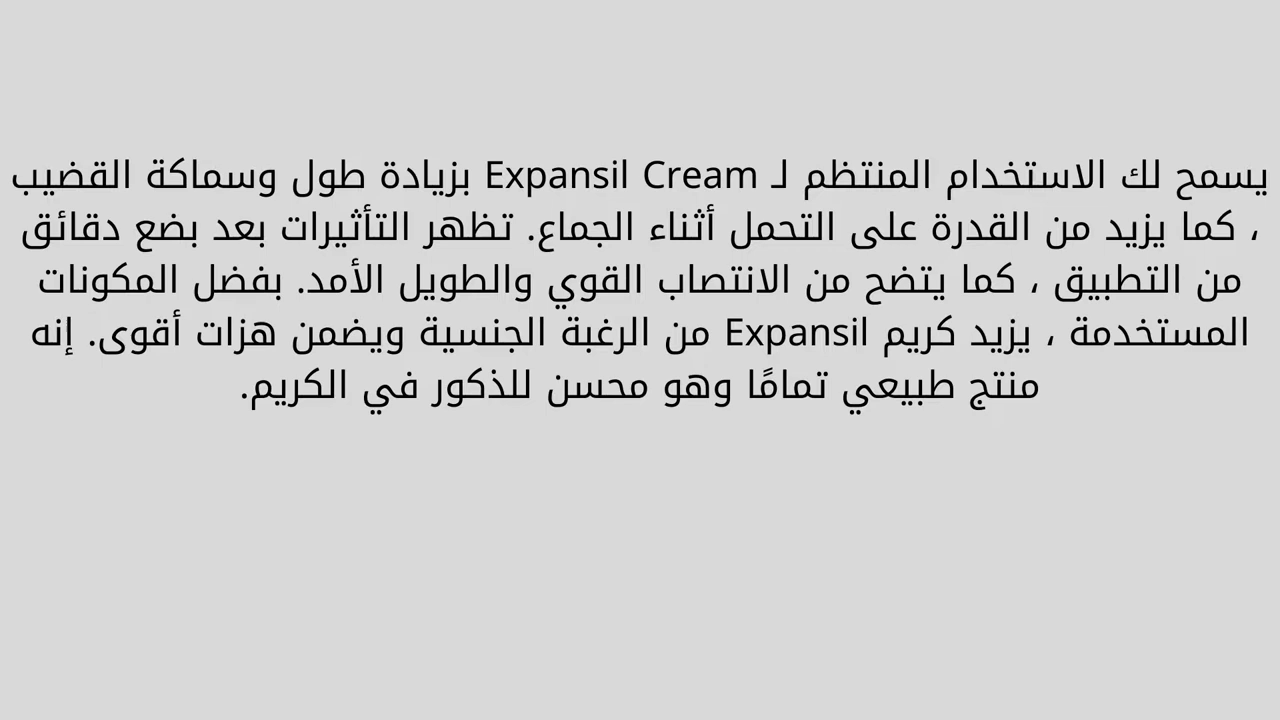 يسمح لك الاستخدام المنتظم لـ Expansil Cream بزيادة طول وسماكة القضيب
، كما يزيد من القدرة على التحمل أثناء الجماع. تظهر التأثيرات بعد بضع دقائق
من التطبيق ، كما يتضح من الانتصاب القوي والطويل الأمد. بفضل المكونات
المستخدمة ، يزيد كريم Expansil من الرغبة الجنسية ويضمن هزات أقوى. إنه
منتج طبيعي تمامًا وهو محسن للذكور في الكريم.